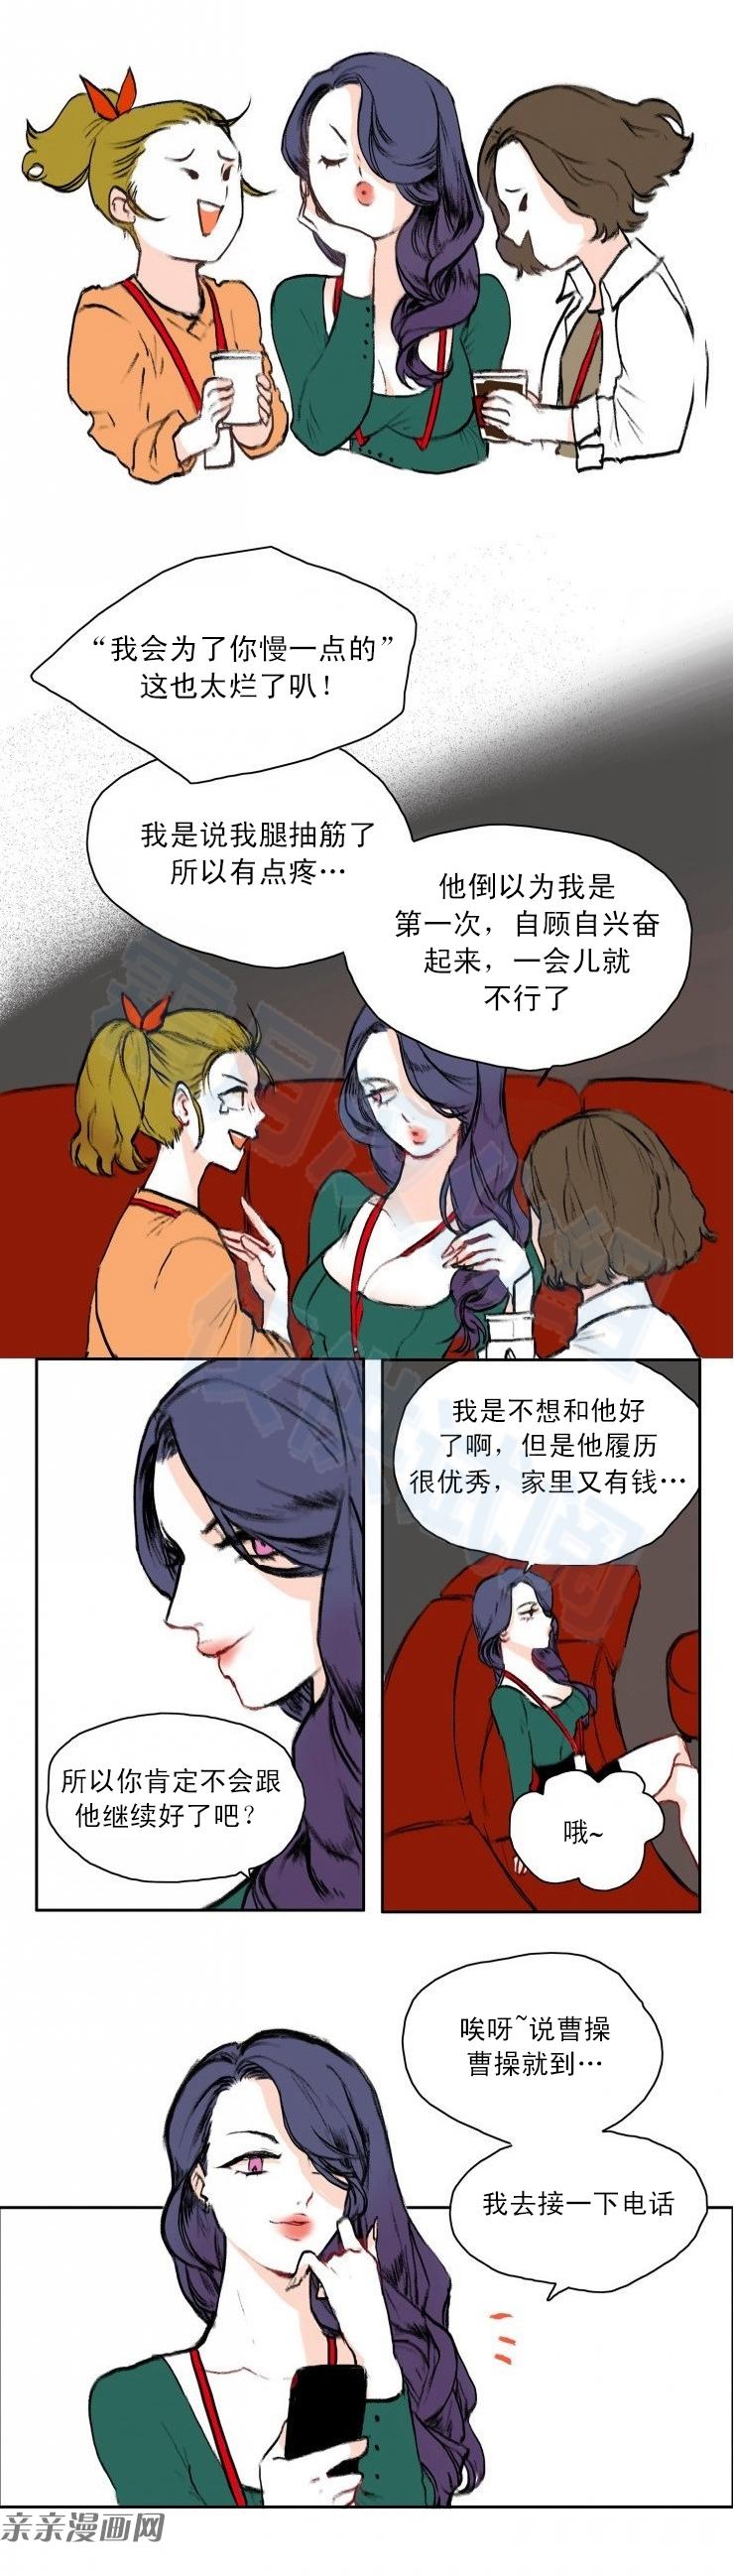 “我会为了你慢一点的”
这也太烂了叭!
我是说我腿抽筋了
所以有点疼…
他倒以为我是
第一次，自顾自兴奋
起来，一会儿就
不行了
我是不想和他好
了啊，但是他履历
很优秀，家里又有钱…
所以你肯定不会跟
他继续好了吧？
哦~
唉呀~说曹操
曹操就到…
我去接一下电话
亲亲漫画网